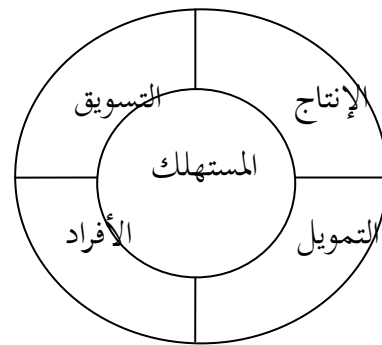 الإنتاج
التسويق
المستهلك
التمويل
الأفراد